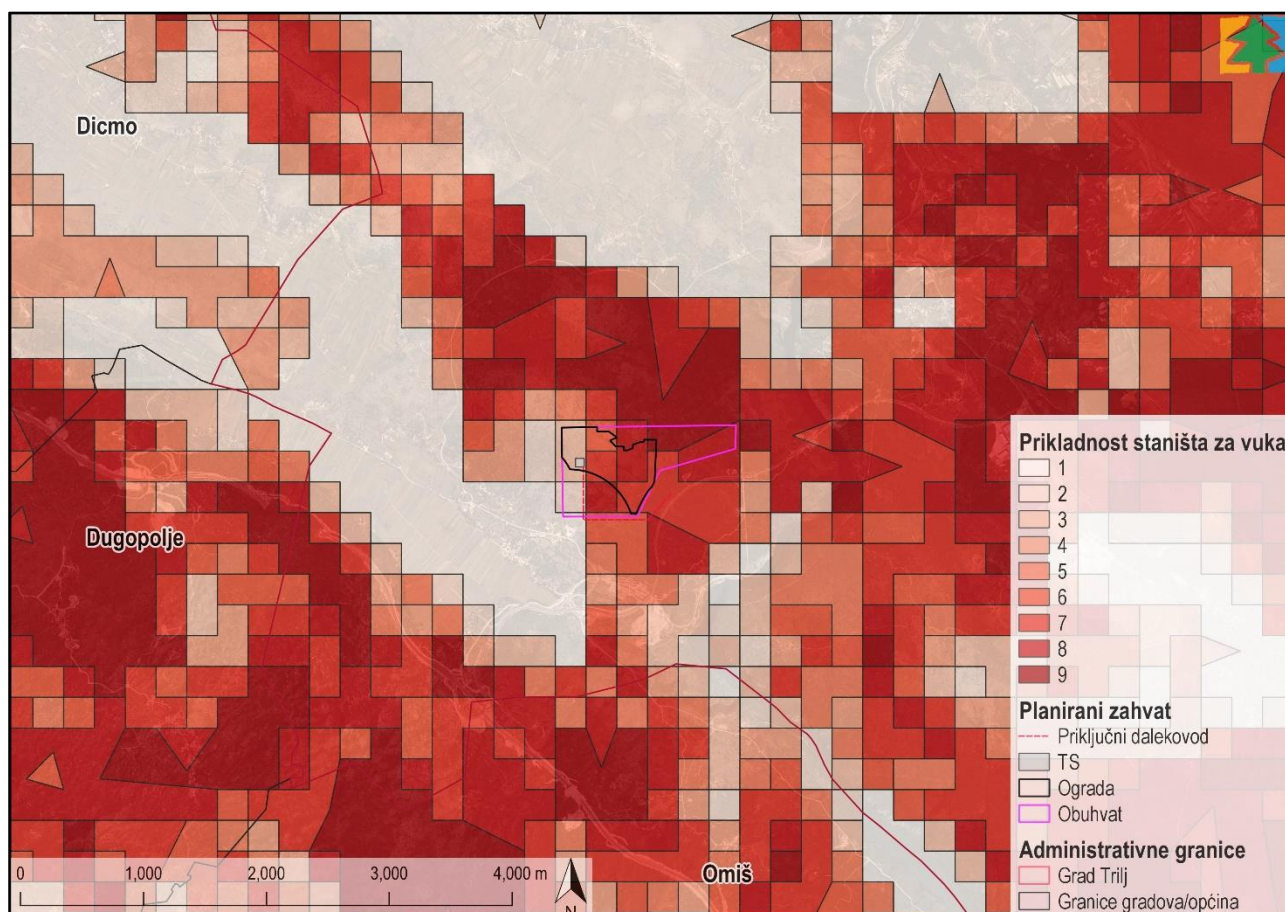 Dicmo
Dugopolje
Omiš
Prikladnost staništa za vuka
1
2
3
4
5
6
7
8
9
Planirani zahvat
Priključni dalekovod
TS
Ograda
Obuhvat
Administrativne granice
Grad Trilj
Granice gradova/općina
0 1,000 2,000 3,000 4,000 m
N